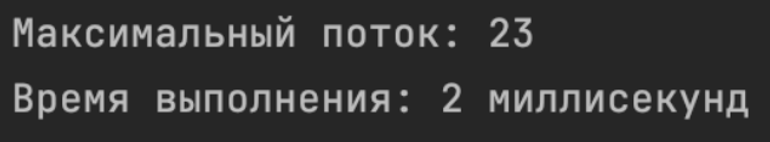 Максимальный поток: 23
Время выполнения: 2 миллисекунд